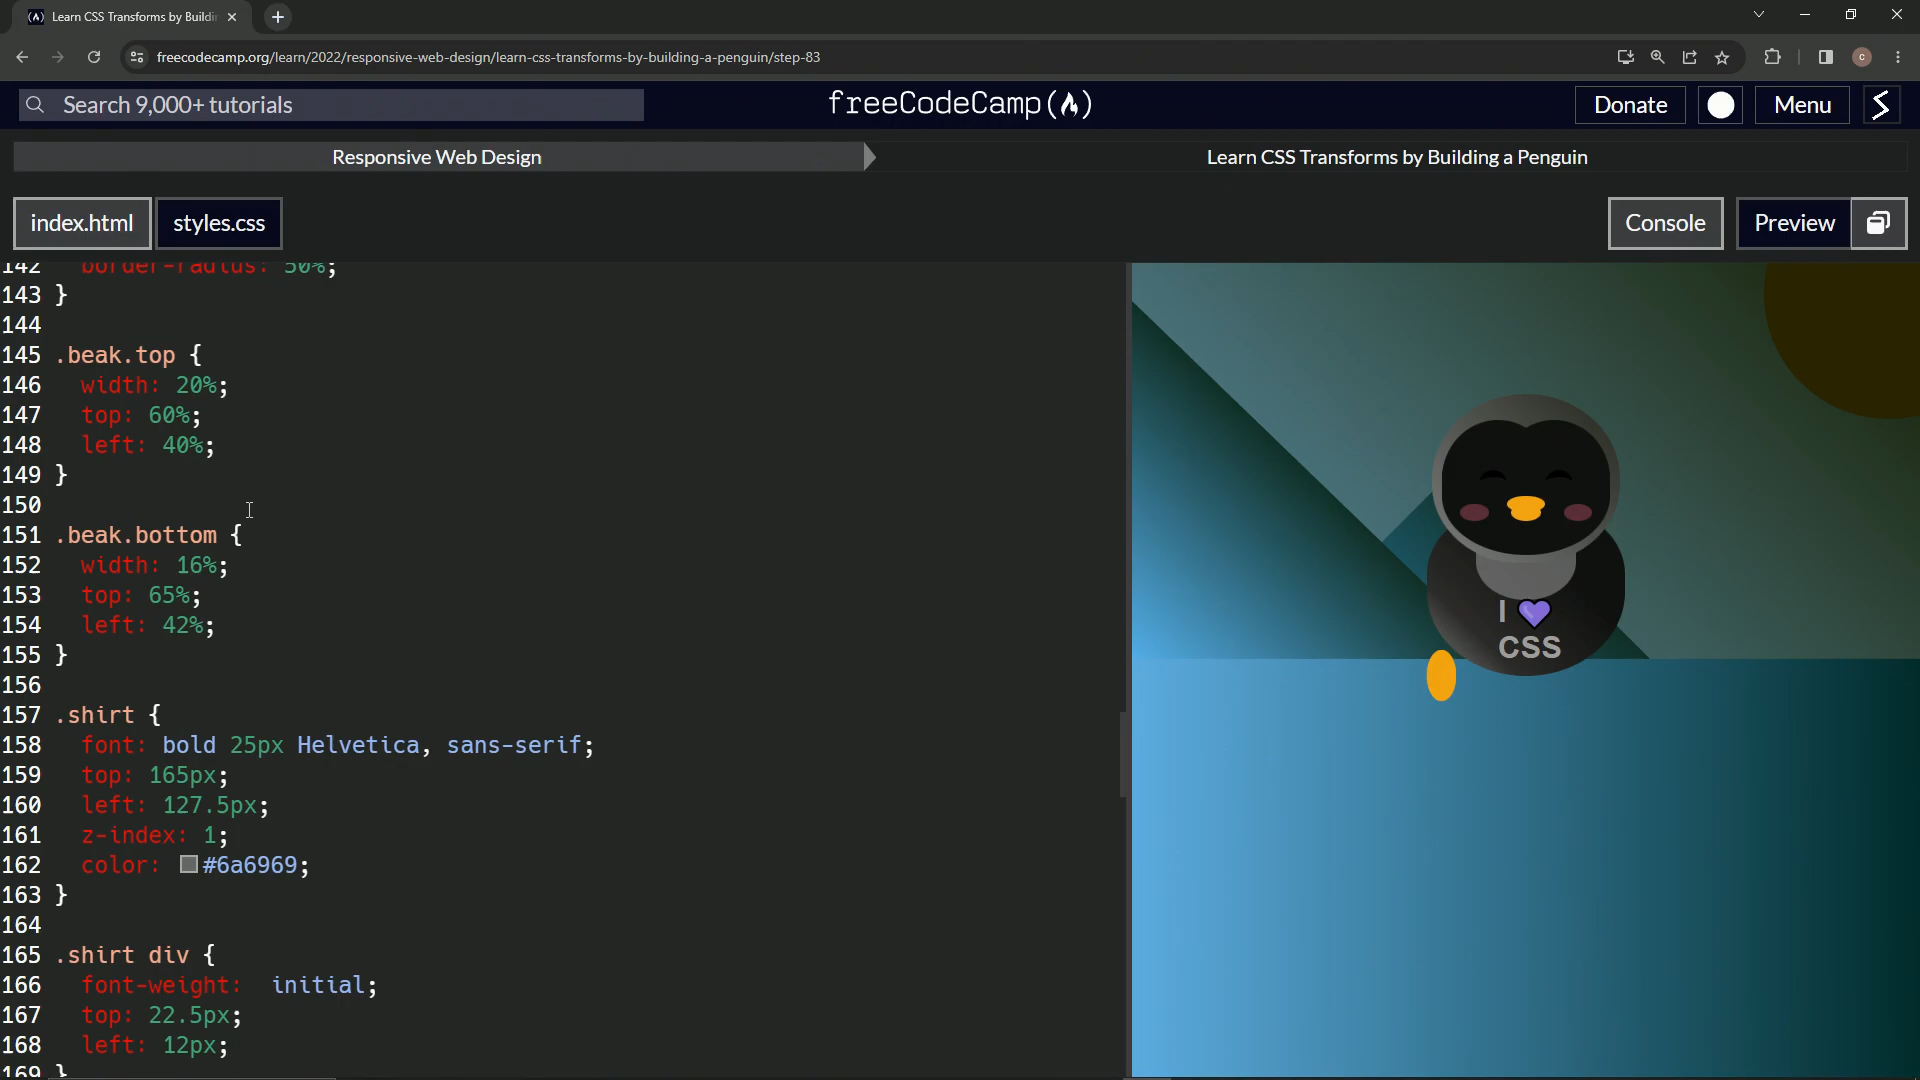 Learn CSS Transforms by Buildi
freecodecamp.org/learn/2022/responsive-web-design/learn-css-transforms-by-building-a-penguin/step-83
C
Search 9,000+ tutorials
freeCodeCamp(🔥)
Donate
Menu
Responsive Web Design
Learn CSS Transforms by Building a Penguin
index.html
styles.css
Console
Preview
142 border-radius: 50%;
143 }
144
145 .beak.top {
146 width: 20%;
147 top: 60%;
148 left: 40%;
149 }
150
151 .beak.bottom {
152 width: 16%;
153 top: 65%;
154 left: 42%;
155 }
156
157 .shirt {
158 font: bold 25px Helvetica, sans-serif;
159 top: 165px;
160 left: 127.5px;
161 z-index: 1;
162 color: #6a6969;
163 }
164
165 .shirt div {
166 font-weight:  initial;
167 top: 22.5px;
168 left: 12px;
169 }
I 💜
CSS